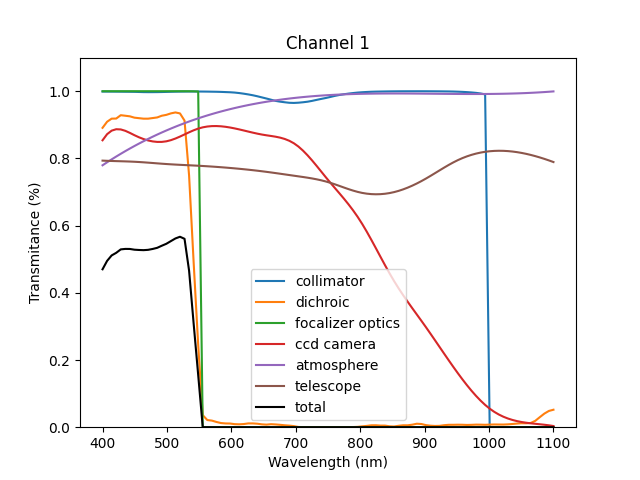 Channel 1
Transmitance (%)
1.0
0.8
0.6
0.4
0.2
0.0
collimator
dichroic
focalizer optics
ccd camera
atmosphere
telescope
total
400 500 600 700 800 900 1000 1100
Wavelength (nm)